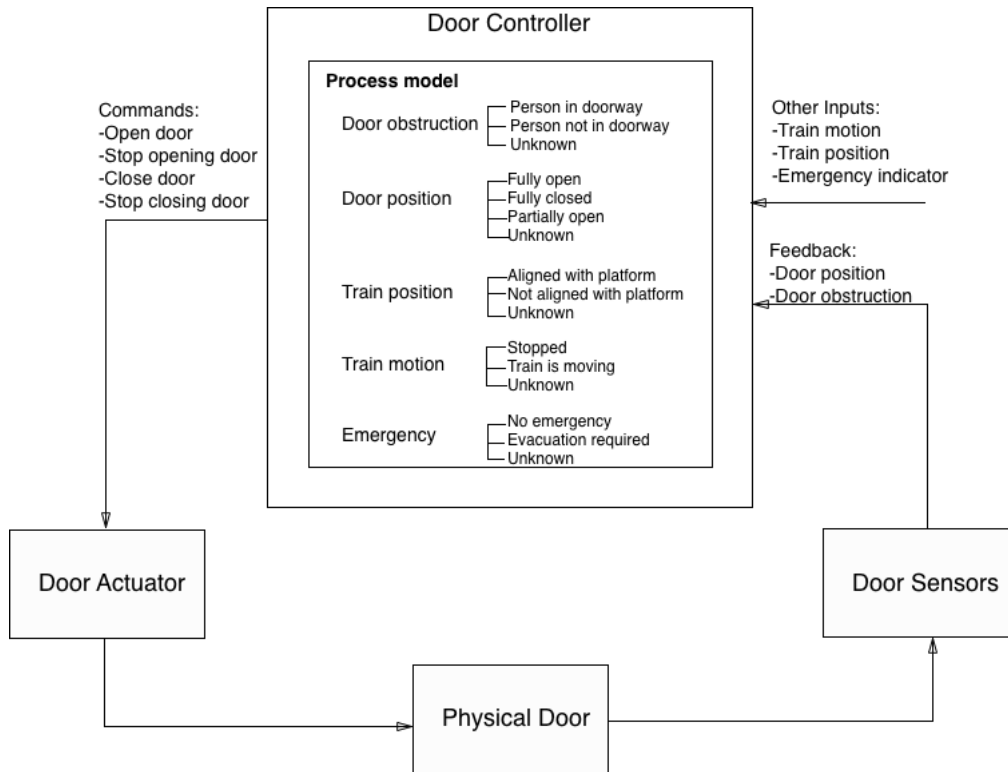 Door Controller
Process model
Door obstruction
Person in doorway
Person not in doorway
Unknown
Door position
Fully open
Fully closed
Partially open
Unknown
Train position
Aligned with platform
Not aligned with platform
Unknown
Train motion
Stopped
Train is moving
Unknown
Emergency
No emergency
Evacuation required
Unknown
Commands:
-Open door
-Stop opening door
-Close door
-Stop closing door
Other Inputs:
-Train motion
-Train position
-Emergency indicator
Feedback:
-Door position
-Door obstruction
Door Actuator
Door Sensors
Physical Door